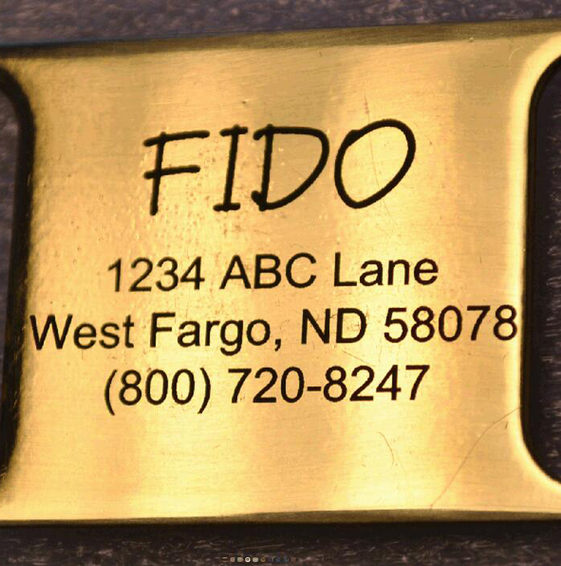 FIDO
1234 ABC Lane
West Fargo, ND 58078
(800) 720-8247